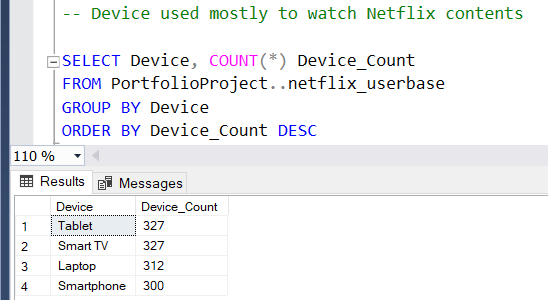 -- Device used mostly to watch Netflix contents
SELECT Device, COUNT(*) Device_Count
FROM PortfolioProject..netflix_userbase
GROUP BY Device
ORDER BY Device_Count DESC
110 %
Results Messages
Device Device_Count
1 Tablet 327
2 Smart TV 327
3 Laptop 312
4 Smartphone 300